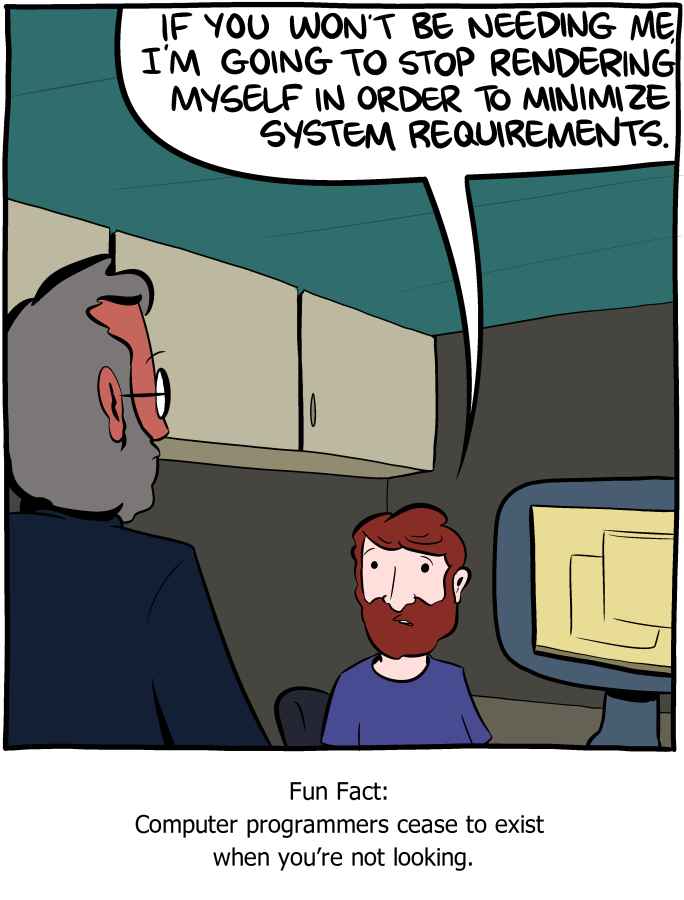 IF YOU WON'T BE NEEDING ME,
I'M GOING TO STOP RENDERING
MYSELF IN ORDER TO MINIMIZE
SYSTEM REQUIREMENTS.
Fun Fact:
Computer programmers cease to exist
when you're not looking.